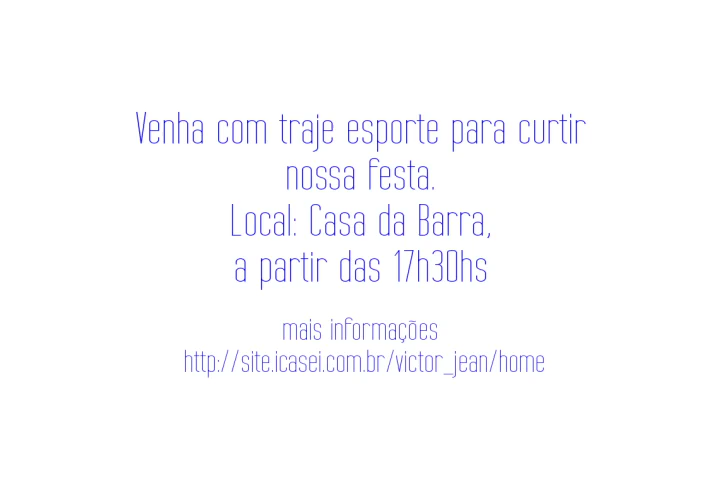 Venha com traje esporte para curtir
nossa festa.
Local: Casa da Barra,
a partir das 17h30hs
mais informações
http://site.icasei.com.br/victor_jean/home